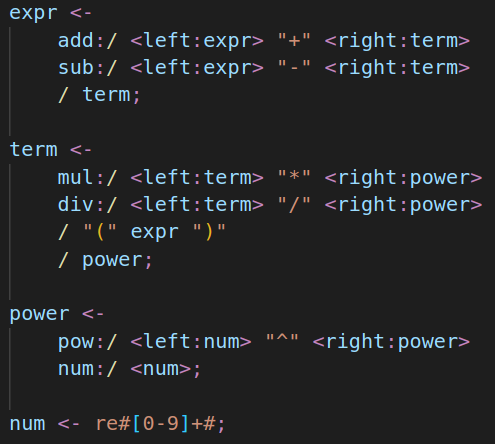 expr <-
    add:/ <left:expr> "+" <right:term>
    sub:/ <left:expr> "-" <right:term>
    / term;
term <-
    mul:/ <left:term> "*" <right:power>
    div:/ <left:term> "/" <right:power>
    / "(" expr ")"
    / power;
power <-
    pow:/ <left:num> "^" <right:power>
    num:/ <num>;
num <- re#[0-9]+#;